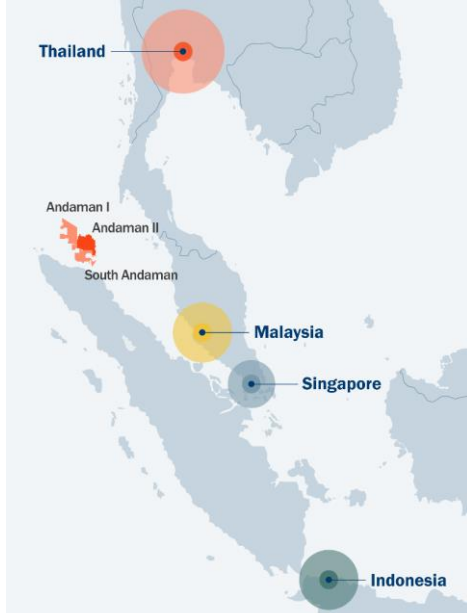 Thailand
Andaman I
Andaman II
South Andaman
Malaysia
Singapore
Indonesia